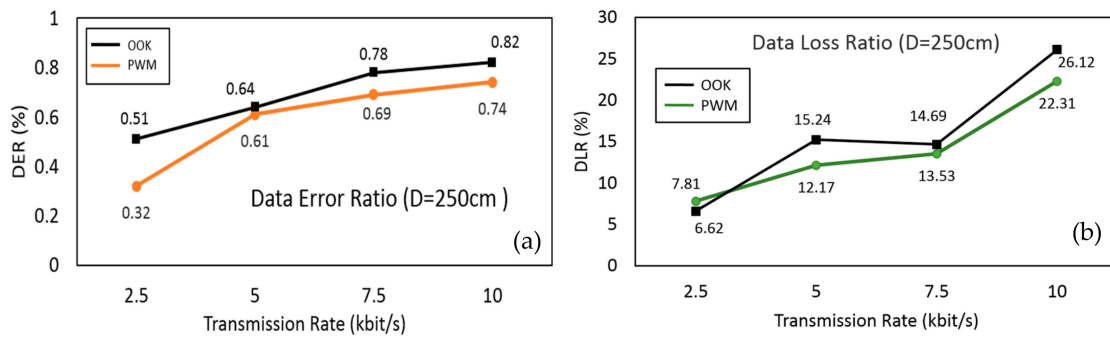 1
0.8
0.6
0.4
0.2
0
DER (%)
OOK
PWM
0.51
0.64
0.78
0.82
0.32
0.61
0.69
0.74
Data Error Ratio (D=250cm )
(a)
2.5 5 7.5 10
Transmission Rate (kbit/s)
30
25
20
15
10
5
0
DLR (%)
Data Loss Ratio (D=250cm)
OOK
PWM
26.12
22.31
15.24
14.69
12.17
13.53
7.81
6.62
(b)
2.5 5 7.5 10
Transmission Rate (kbit/s)